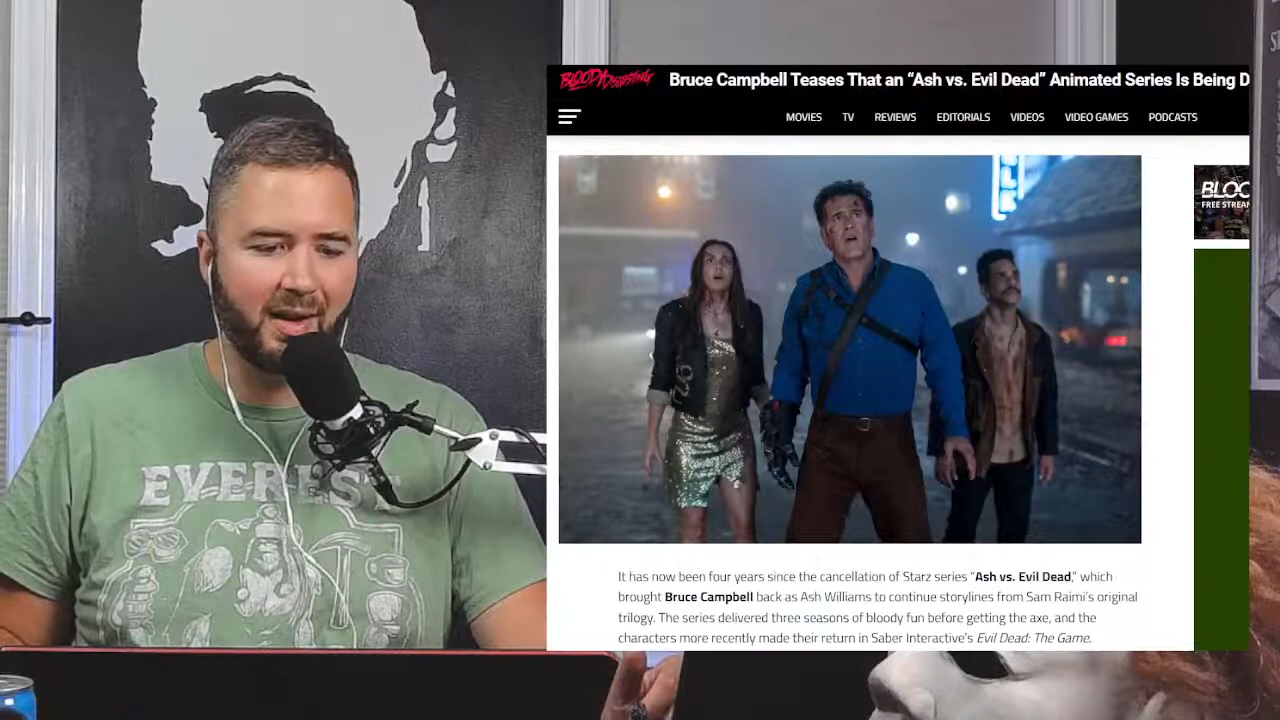 BLOODY DISGUSTING
Bruce Campbell Teases That an “Ash vs. Evil Dead” Animated Series Is Being D
MOVIES TV REVIEWS EDITORIALS VIDEOS VIDEO GAMES PODCASTS
BLOO
FREE STREAM
EVEREST
It has now been four years since the cancellation of Starz series “Ash vs. Evil Dead,” which
brought Bruce Campbell back as Ash Williams to continue storylines from Sam Raimi’s original
trilogy. The series delivered three seasons of bloody fun before getting the axe, and the
characters more recently made their return in Saber Interactive’s Evil Dead: The Game.